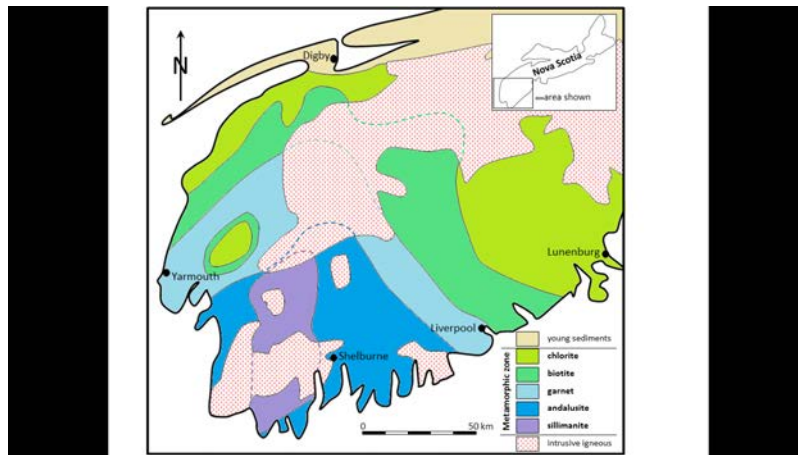 Digby
N
Nova Scotia
area shown
Yarmouth
Lunenburg
Liverpool
Shelburne
0
50 km
Metamorphic zone
young sediments
chlorite
biotite
garnet
andalusite
sillimanite
Intrusive igneous